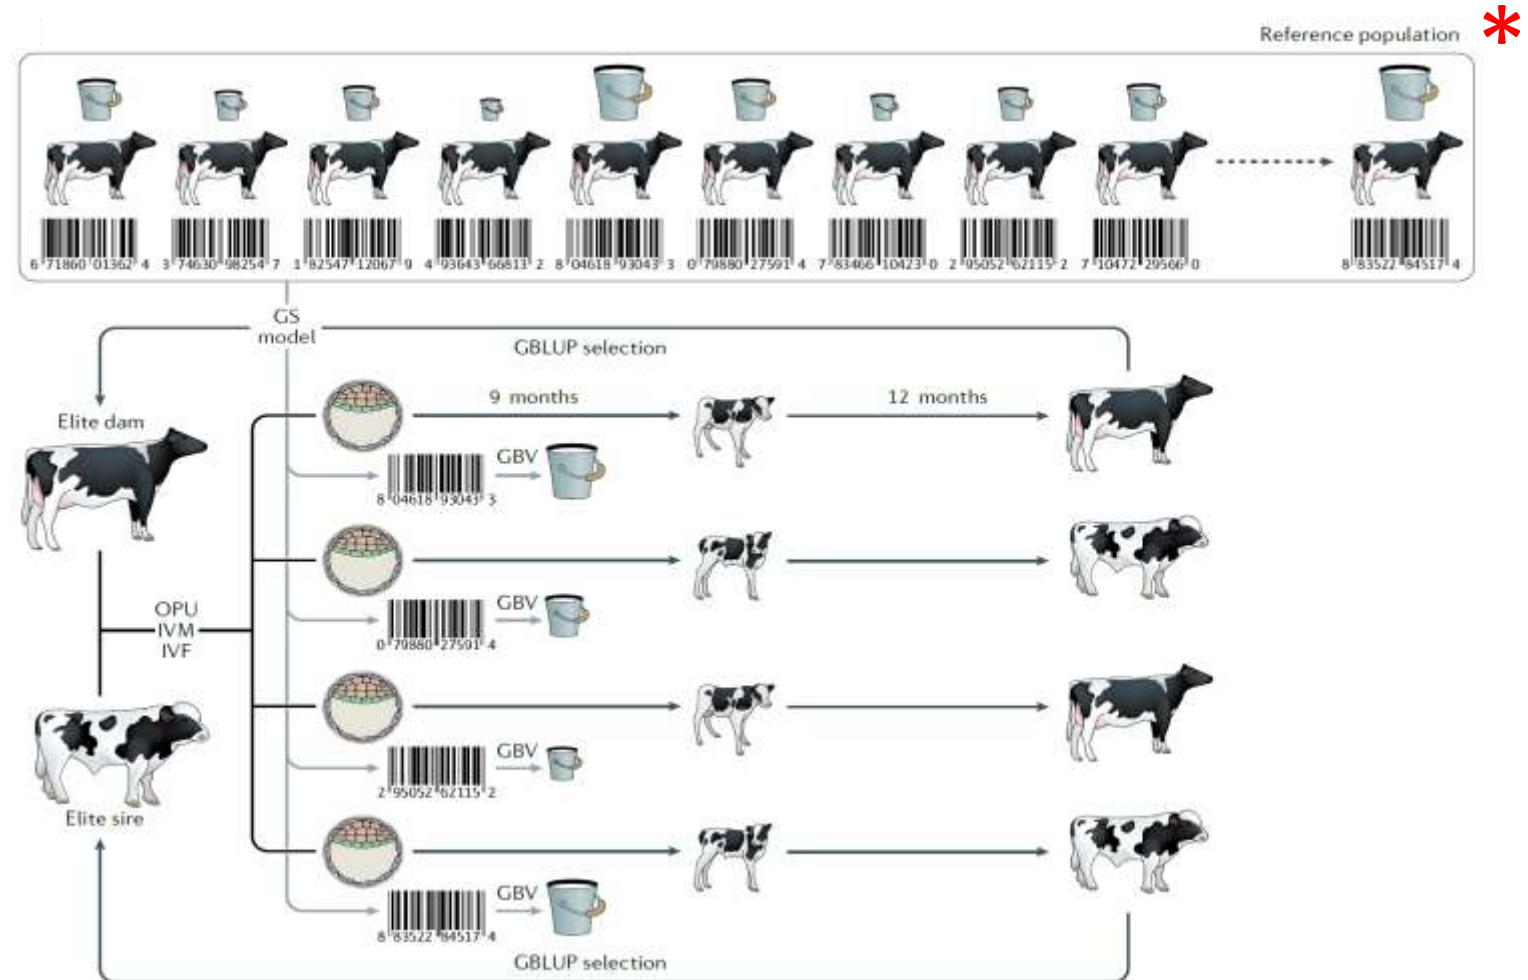 Reference population *
6 71860 01362 4
3 74630 98254 7
1 82547 12067 9
4 93643 66813 2
8 04618 93043 3
0 79880 27591 4
7 83466 10423 0
2 95052 62115 2
7 10472 29566 0
8 83522 84517 4
GS
model
GBLUP selection
Elite dam
9 months
12 months
GBV
8 04618 93043 3
GBV
0 79880 27591 4
OPU
IVM
IVF
GBV
2 95052 62115 2
Elite sire
GBV
8 83522 84517 4
GBLUP selection